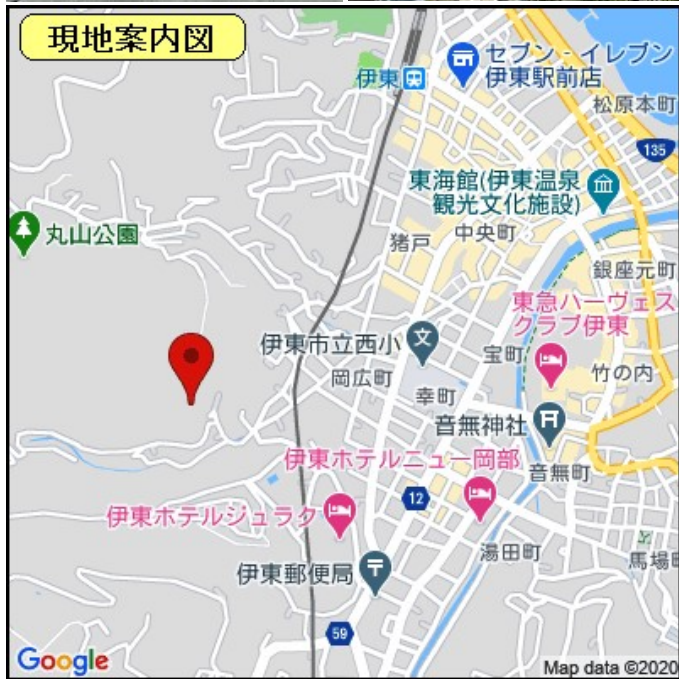 現地案内図
セブン - イレブン
伊東駅前店
伊東
松原本町
135
東海館(伊東温泉
観光文化施設)
丸山公園
猪戸
中央町
銀座元町
東急ハーヴェス
クラブ伊東
伊東市立西小
宝町
岡広町
竹の内
幸町
音無神社
伊東ホテルニュー岡部
音無町
12
伊東ホテルジュラク
湯田町
馬場町
伊東郵便局
59
Google
Map data ©2020